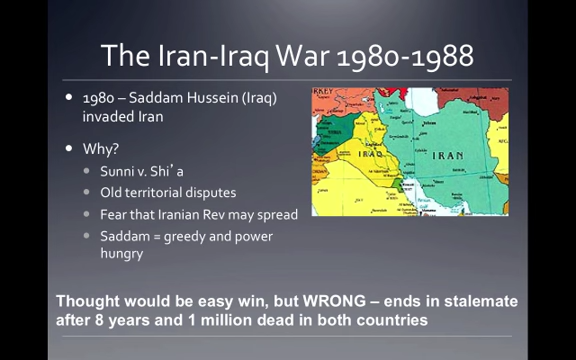 The Iran-Iraq War 1980-1988
• 1980 – Saddam Hussein (Iraq)
invaded Iran
• Why?
• Sunni v. Shi’a
• Old territorial disputes
• Fear that Iranian Rev may spread
• Saddam = greedy and power
hungry
IRAQ
IRAN
Thought would be easy win, but WRONG – ends in stalemate
after 8 years and 1 million dead in both countries